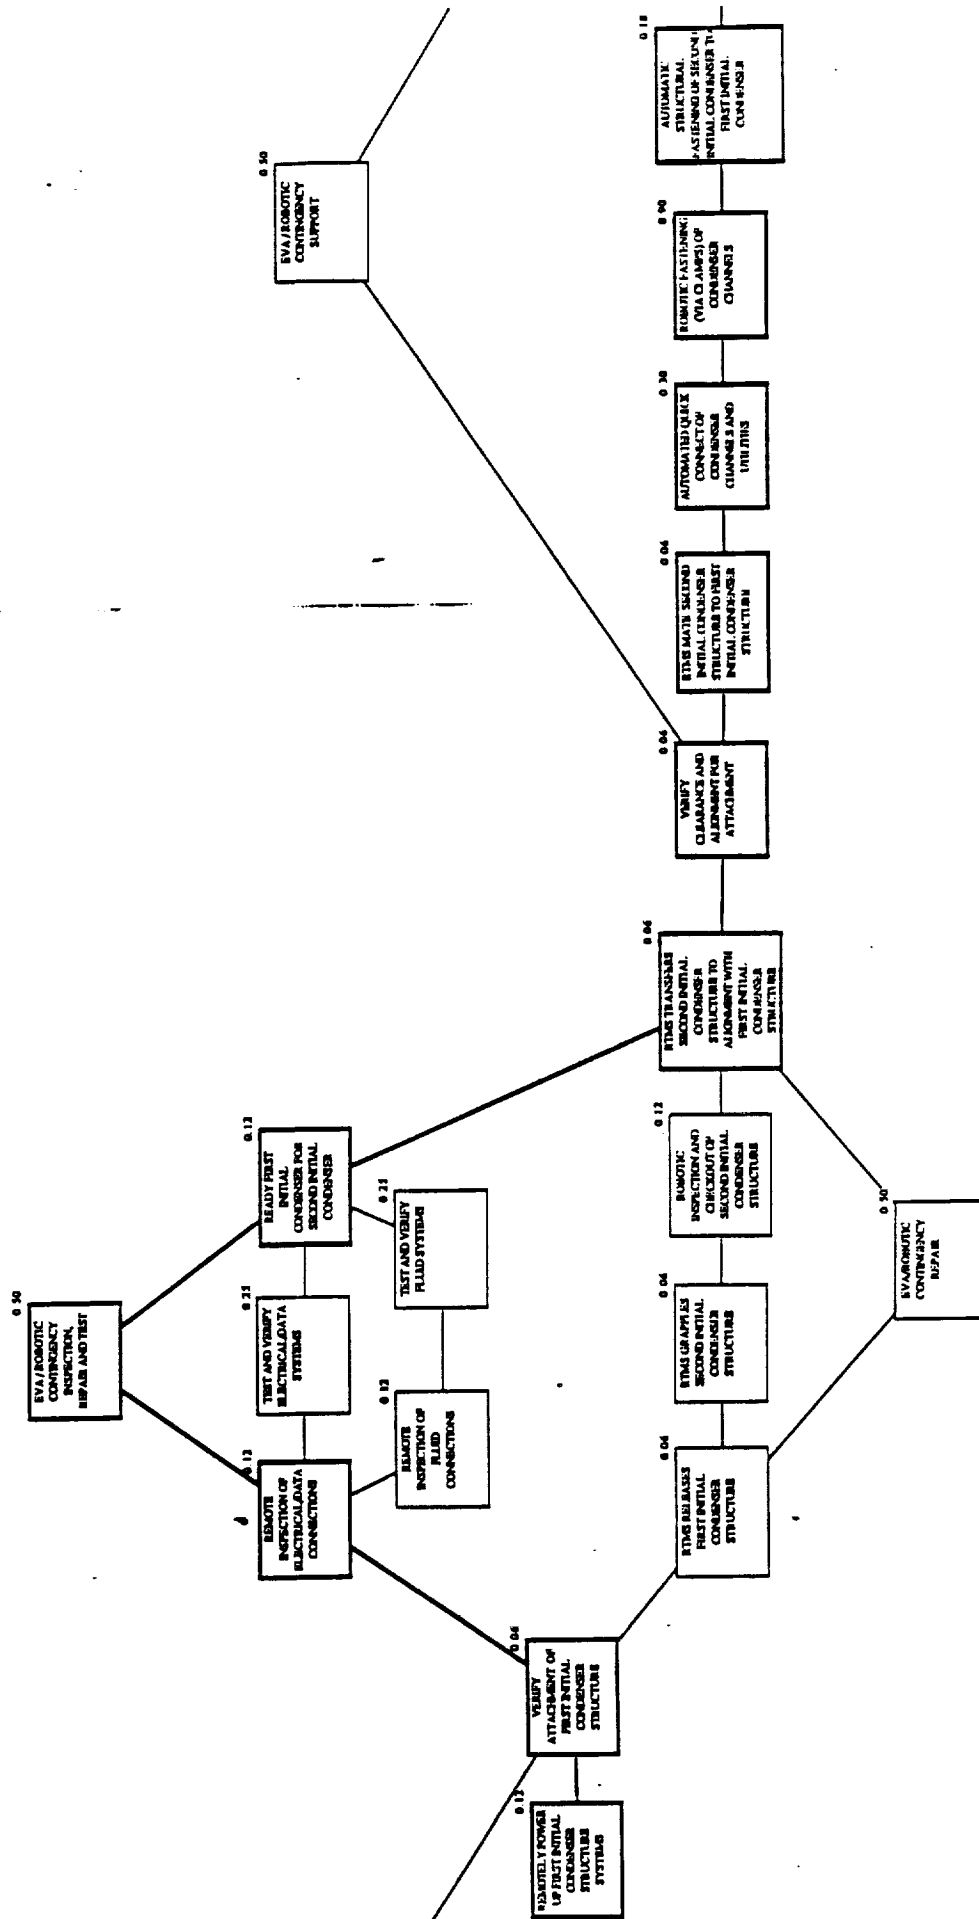 0.50
EVA / ROBOTIC
CONTINGENCY
INSPECTION,
REPAIR AND TEST
0.12
REMOTE
INSPECTION OF
ELECTRICAL/DATA
CONNECTIONS
0.25
TEST AND VERIFY
ELECTRICAL/DATA
SYSTEMS
0.12
READY FIRST
INITIAL
CONDENSER FOR
SECOND INITIAL
CONDENSER
0.50
EVA / ROBOTIC
CONTINGENCY
SUPPORT
0.12
REMOTE
INSPECTION OF
FLUID
CONNECTIONS
0.25
TEST AND VERIFY
FLUID SYSTEMS
0.12
REMOTELY POWER
UP FIRST INITIAL
CONDENSER
STRUCTURE
SYSTEMS
0.06
VERIFY
ATTACHMENT OF
FIRST INITIAL
CONDENSER
STRUCTURE
0.06
RTMS RELEASES
FIRST INITIAL
CONDENSER
STRUCTURE
0.06
RTMS GRAPPLES
SECOND INITIAL
CONDENSER
STRUCTURE
0.12
ROBOTIC
INSPECTION AND
CHECKOUT OF
SECOND INITIAL
CONDENSER
STRUCTURE
0.06
RTMS TRANSFERS
SECOND INITIAL
CONDENSER
STRUCTURE TO
ALIGNMENT WITH
FIRST INITIAL
CONDENSER
STRUCTURE
0.06
VERIFY
CLEARANCE AND
ALIGNMENT FOR
ATTACHMENT
0.06
RTMS MATE SECOND
INITIAL CONDENSER
STRUCTURE TO FIRST
INITIAL CONDENSER
STRUCTURE
0.30
AUTOMATED QUICK
CONNECT OF
CONDENSER
CHANNELS AND
UTILITIES
0.90
ROBOTIC FASTENING
(VIA CLAMPS) OF
CONDENSER
CHANNELS
0.18
AUTOMATIC
STRUCTURAL
FASTENING OF SECOND
INITIAL CONDENSER TO
FIRST INITIAL
CONDENSER
0.50
EVA/ROBOTIC
CONTINGENCY
REPAIR